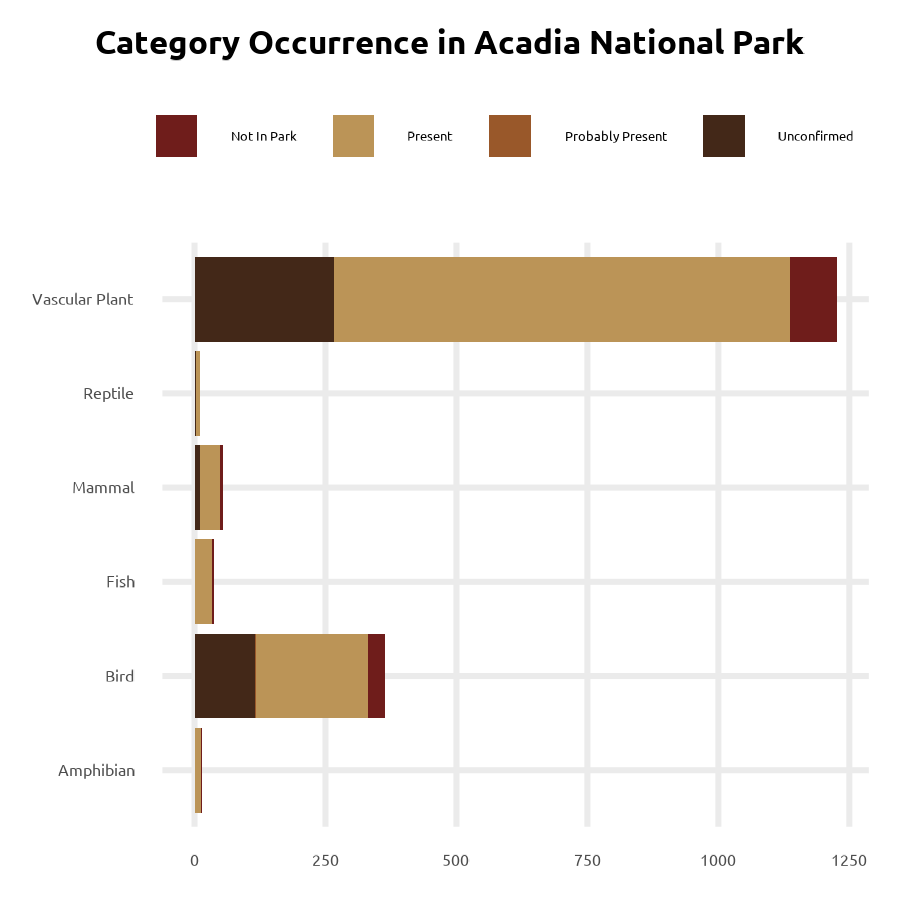 Category Occurrence in Acadia National Park
Not In Park Present Probably Present Unconfirmed
Vascular Plant
Reptile
Mammal
Fish
Bird
Amphibian
0 250 500 750 1000 1250